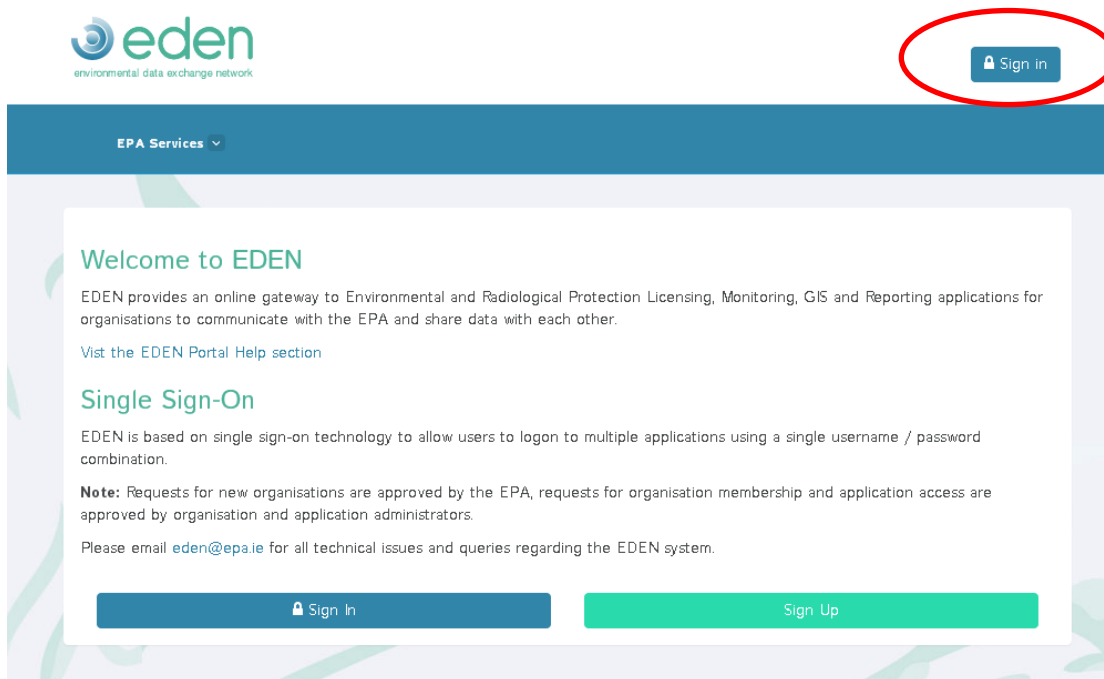 eden
environmental data exchange network
Sign in
EPA Services
Welcome to EDEN
EDEN provides an online gateway to Environmental and Radiological Protection Licensing, Monitoring, GIS and Reporting applications for
organisations to communicate with the EPA and share data with each other.
Vist the EDEN Portal Help section
Single Sign-On
EDEN is based on single sign-on technology to allow users to logon to multiple applications using a single username / password
combination.
Note: Requests for new organisations are approved by the EPA, requests for organisation membership and application access are
approved by organisation and application administrators.
Please email eden@epa.ie for all technical issues and queries regarding the EDEN system.
Sign In
Sign Up